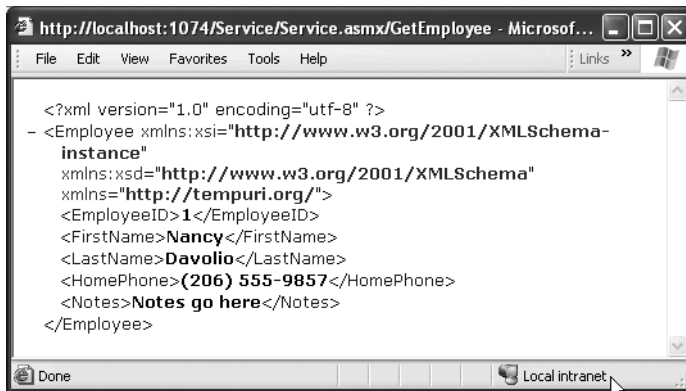 http://localhost:1074/Service/Service.asmx/GetEmployee - Microsof...
File Edit View Favorites Tools Help Links »
<?xml version="1.0" encoding="utf-8" ?>
- <Employee xmlns:xsi="http://www.w3.org/2001/XMLSchema-
instance"
xmlns:xsd="http://www.w3.org/2001/XMLSchema"
xmlns="http://tempuri.org/">
<EmployeeID>1</EmployeeID>
<FirstName>Nancy</FirstName>
<LastName>Davolio</LastName>
<HomePhone>(206) 555-9857</HomePhone>
<Notes>Notes go here</Notes>
</Employee>
Done Local intranet